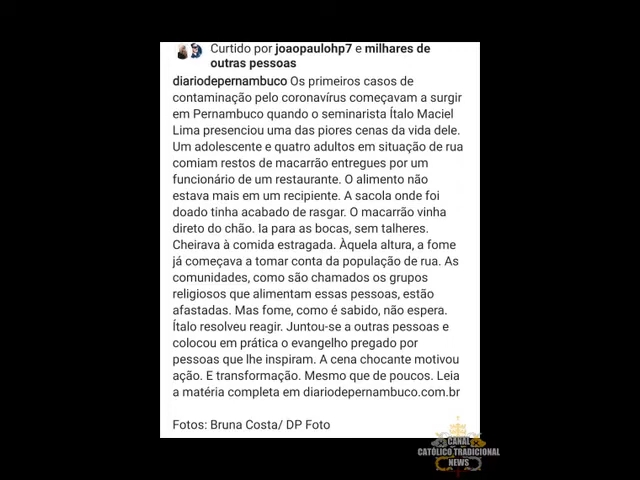 Curtido por joaopaulohp7 e milhares de
outras pessoas
diariodepernambuco Os primeiros casos de
contaminação pelo coronavírus começavam a surgir
em Pernambuco quando o seminarista Ítalo Maciel
Lima presenciou uma das piores cenas da vida dele.
Um adolescente e quatro adultos em situação de rua
comiam restos de macarrão entregues por um
funcionário de um restaurante. O alimento não
estava mais em um recipiente. A sacola onde foi
doado tinha acabado de rasgar. O macarrão vinha
direto do chão. Ia para as bocas, sem talheres.
Cheirava à comida estragada. Àquela altura, a fome
já começava a tomar conta da população de rua. As
comunidades, como são chamados os grupos
religiosos que alimentam essas pessoas, estão
afastadas. Mas fome, como é sabido, não espera.
Ítalo resolveu reagir. Juntou-se a outras pessoas e
colocou em prática o evangelho pregado por
pessoas que lhe inspiram. A cena chocante motivou
ação. E transformação. Mesmo que de poucos. Leia
a matéria completa em diariodepernambuco.com.br
Fotos: Bruna Costa/ DP Foto
CANAL
CATÓLICO TRADICIONAL
NEWS